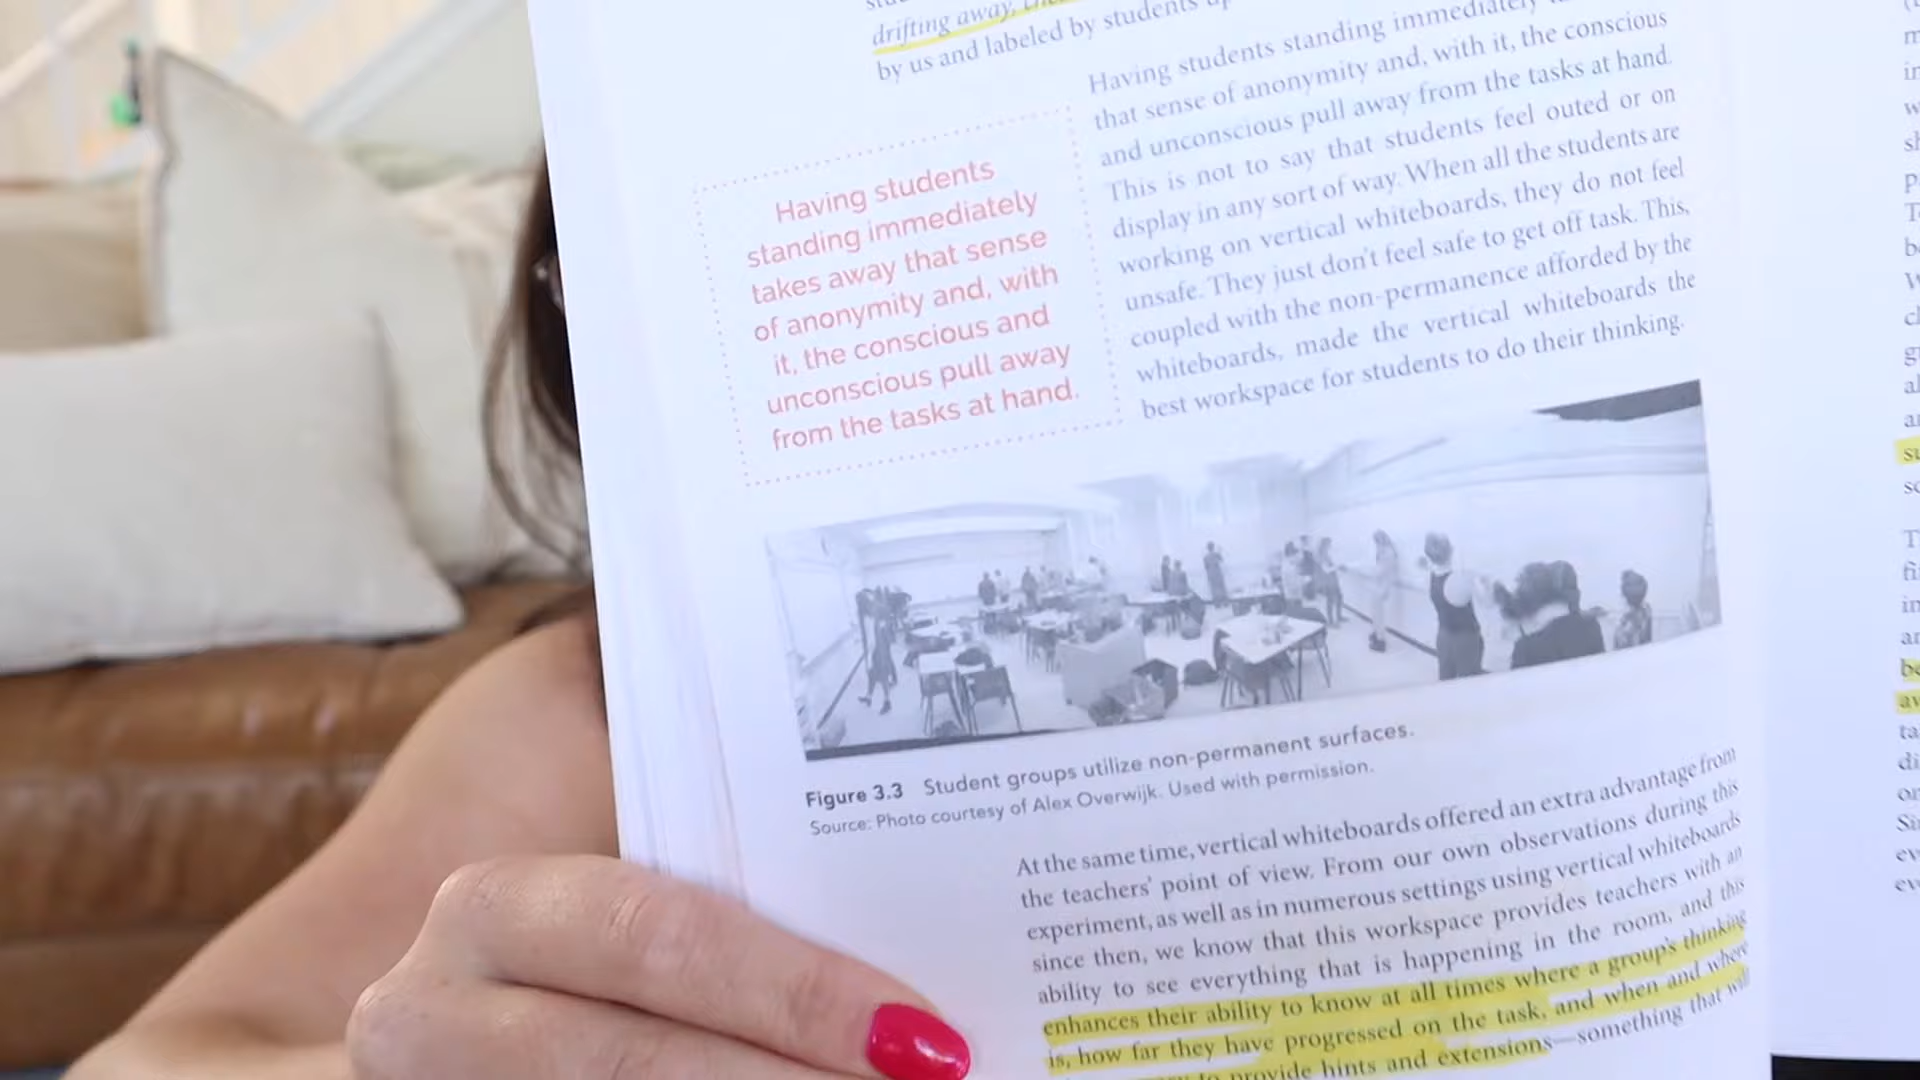 drifting away,
by us and labeled by students
Having students standing immediately
that sense of anonymity and, with it, the conscious
and unconscious pull away from the tasks at hand.
This is not to say that students feel outed or on
display in any sort of way. When all the students are
working on vertical whiteboards, they do not feel
unsafe. They just don't feel safe to get off task. This,
coupled with the non-permanence afforded by the
whiteboards, made the vertical whiteboards the
best workspace for students to do their thinking.
Having students
standing immediately
takes away that sense
of anonymity and, with
it, the conscious and
unconscious pull away
from the tasks at hand.
Figure 3.3 Student groups utilize non-permanent surfaces.
Source: Photo courtesy of Alex Overwijk. Used with permission.
At the same time, vertical whiteboards offered an extra advantage from
the teachers' point of view. From our own observations during this
experiment, as well as in numerous settings using vertical whiteboards
since then, we know that this workspace provides teachers with an
ability to see everything that is happening in the room, and this
enhances their ability to know at all times where a group's thinking
is, how far they have progressed on the task, and when and where
to provide hints and extensions—something that will